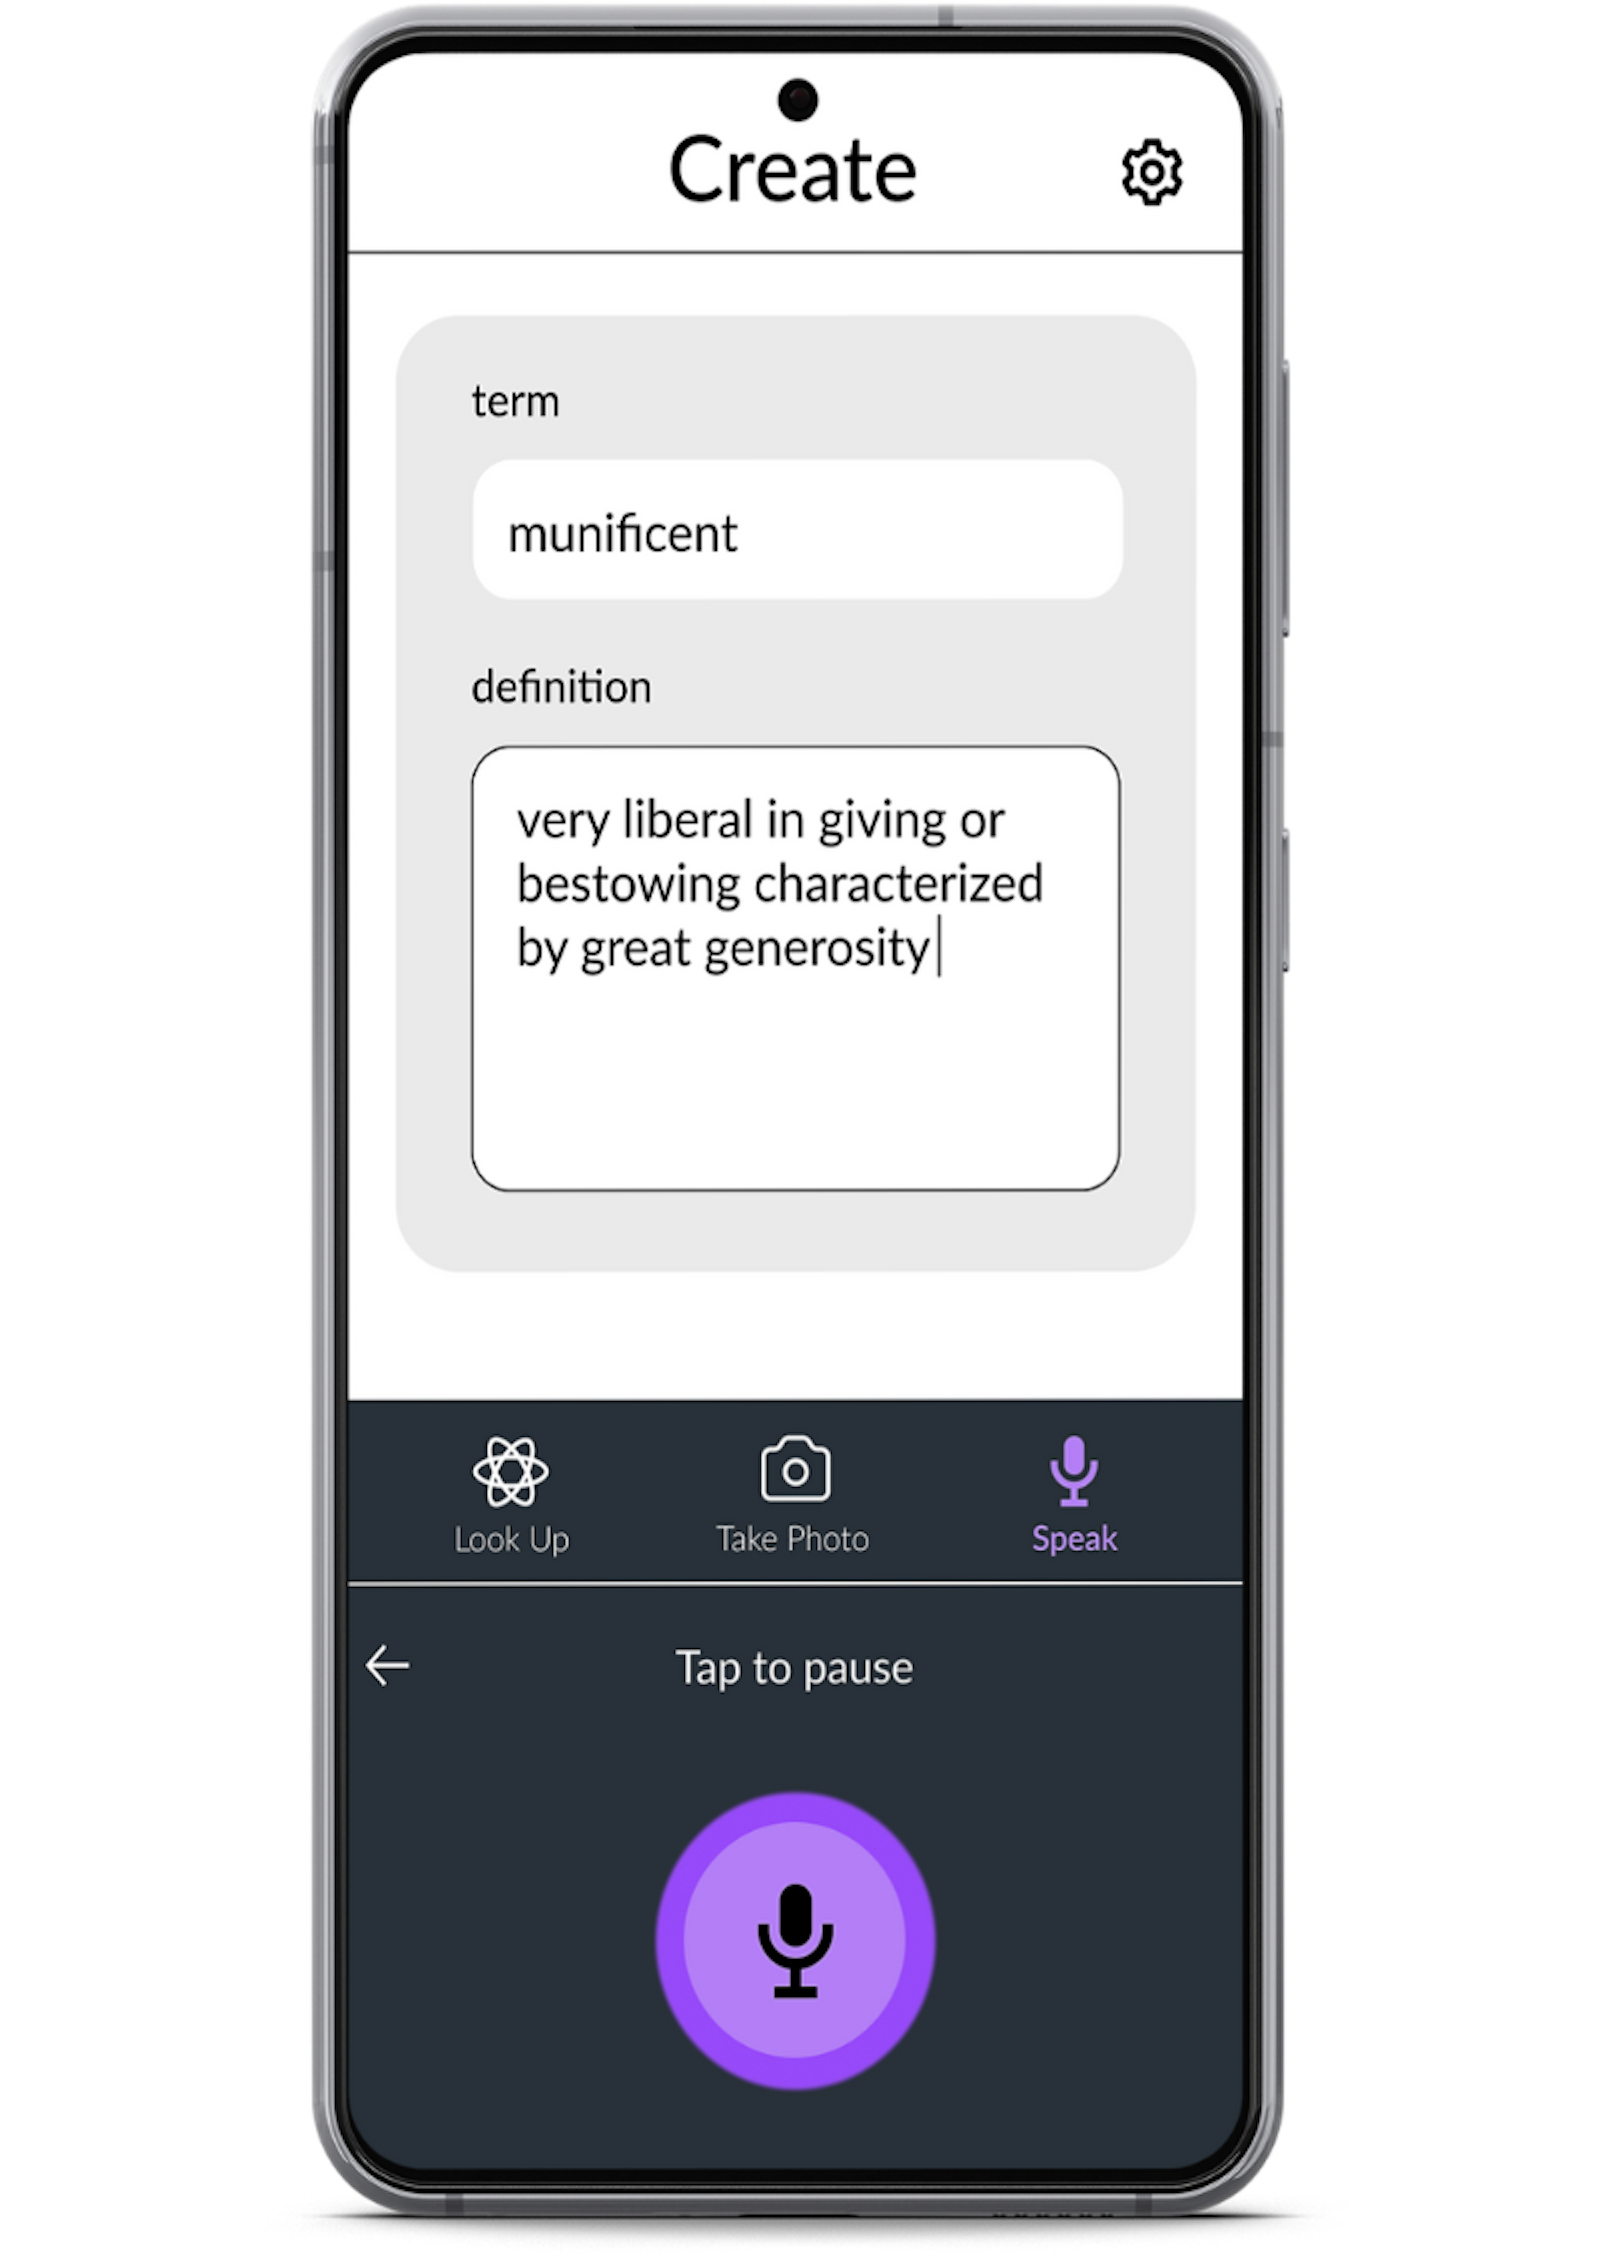 Create
term
munificent
definition
very liberal in giving or
bestowing characterized
by great generosity
Look Up
Take Photo
Speak
Tap to pause